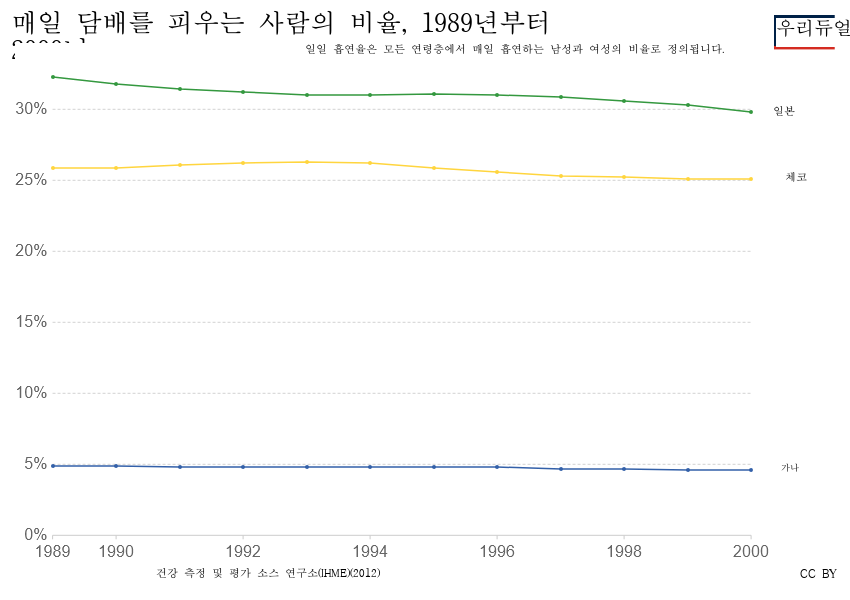 매일 담배를 피우는 사람의 비율, 1989년부터
우리듀얼
일일 흡연율은 모든 연령층에서 매일 흡연하는 남성과 여성의 비율로 정의됩니다.
30%
일본
25%
체코
20%
15%
10%
5%
가나
0%
1989 1990 1992 1994 1996 1998 2000
건강 측정 및 평가 소스 연구소(IHME)(2012)
CC BY